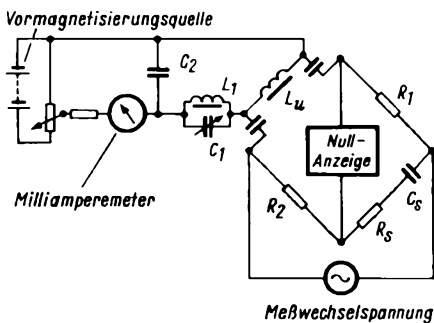 Vormagnetisierungsquelle
C2
L1
Lu
R1
C1
Null-
Anzeige
Milliamperemeter
R2
Cs
Rs
Meßwechselspannung